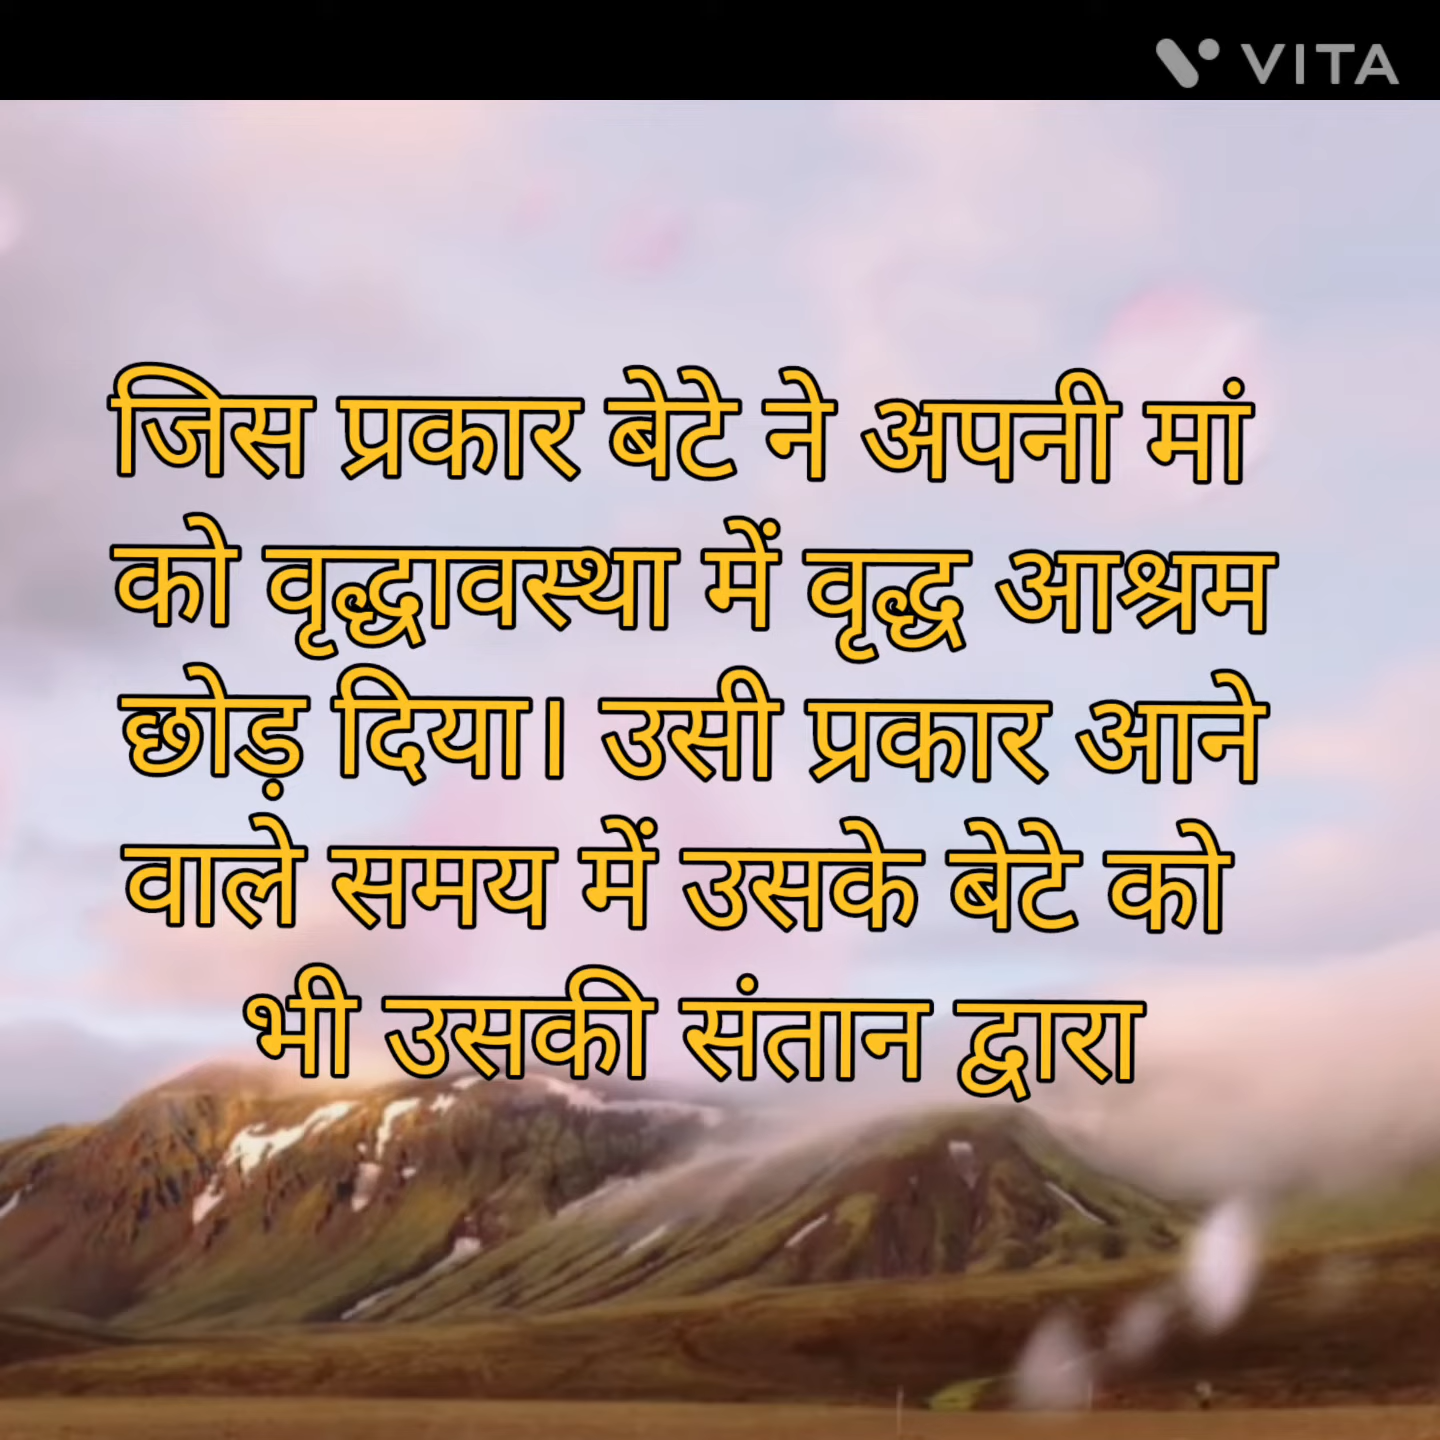 VITA
जिस प्रकार बेटे ने अपनी मां
को वृद्धावस्था में वृद्ध आश्रम
छोड़ दिया। उसी प्रकार आने
वाले समय में उसके बेटे को
भी उसकी संतान द्वारा